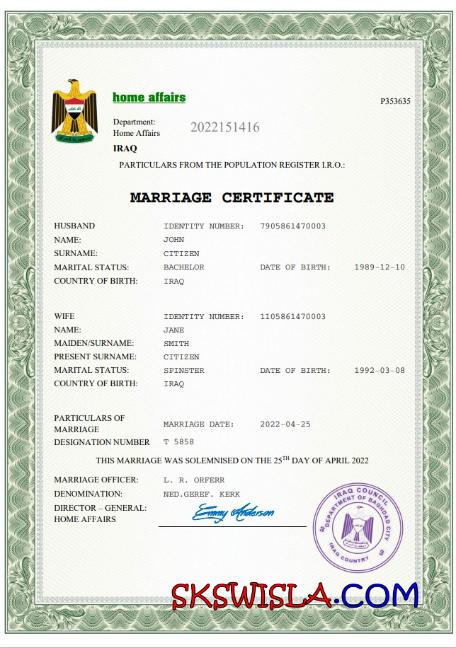 home affairs
P353635
Department:
Home Affairs
2022151416
IRAQ
PARTICULARS FROM THE POPULATION REGISTER I.R.O.:
MARRIAGE CERTIFICATE
HUSBAND IDENTITY NUMBER: 7905861470003
NAME: JOHN
SURNAME: CITIZEN
MARITAL STATUS: BACHELOR DATE OF BIRTH: 1989-12-10
COUNTRY OF BIRTH: IRAQ
WIFE IDENTITY NUMBER: 1105861470003
NAME: JANE
MAIDEN/SURNAME: SMITH
PRESENT SURNAME: CITIZEN
MARITAL STATUS: SPINSTER DATE OF BIRTH: 1992-03-08
COUNTRY OF BIRTH: IRAQ
PARTICULARS OF
MARRIAGE MARRIAGE DATE: 2022-04-25
DESIGNATION NUMBER T 5858
THIS MARRIAGE WAS SOLEMNISED ON THE 25TH DAY OF APRIL 2022
MARRIAGE OFFICER: L. R. ORFERR
DENOMINATION: NED.GEREF. KERK
DIRECTOR – GENERAL:
HOME AFFAIRS
Emmy Anderson
IRAQ COUNCIL
DEPARTMENT OF BAGHDAD CITY
IRAQ COUNTRY
SKSWISLA.COM